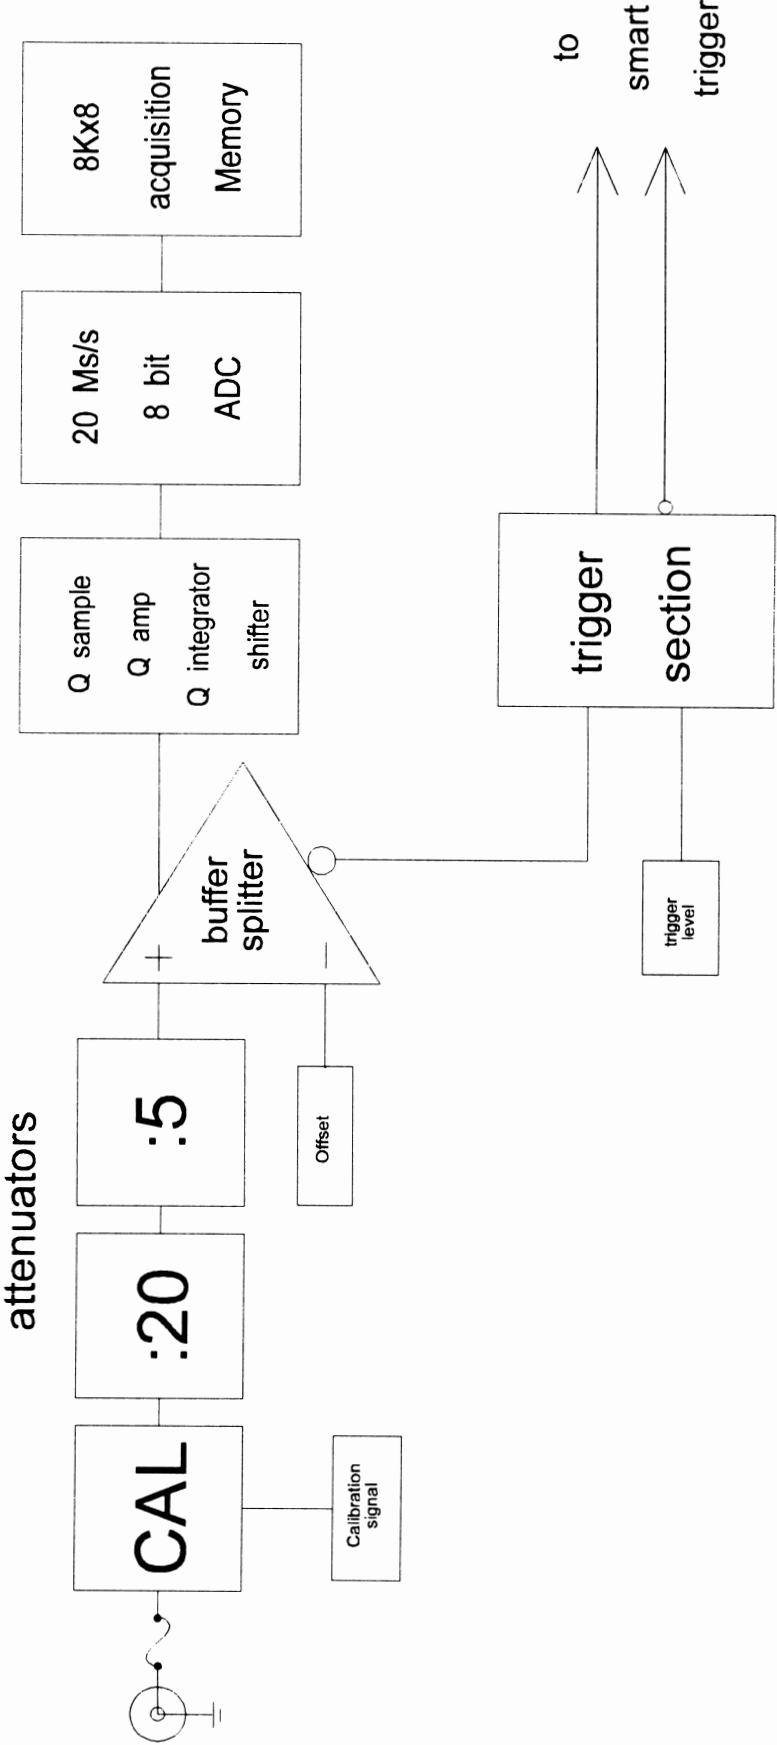 attenuators
CAL
:20
:5
+
−
buffer
splitter
Q sample
Q amp
Q integrator
shifter
20 Ms/s
8 bit
ADC
8Kx8
acquisition
Memory
Calibration
signal
Offset
trigger
level
trigger
section
to
smart
trigger